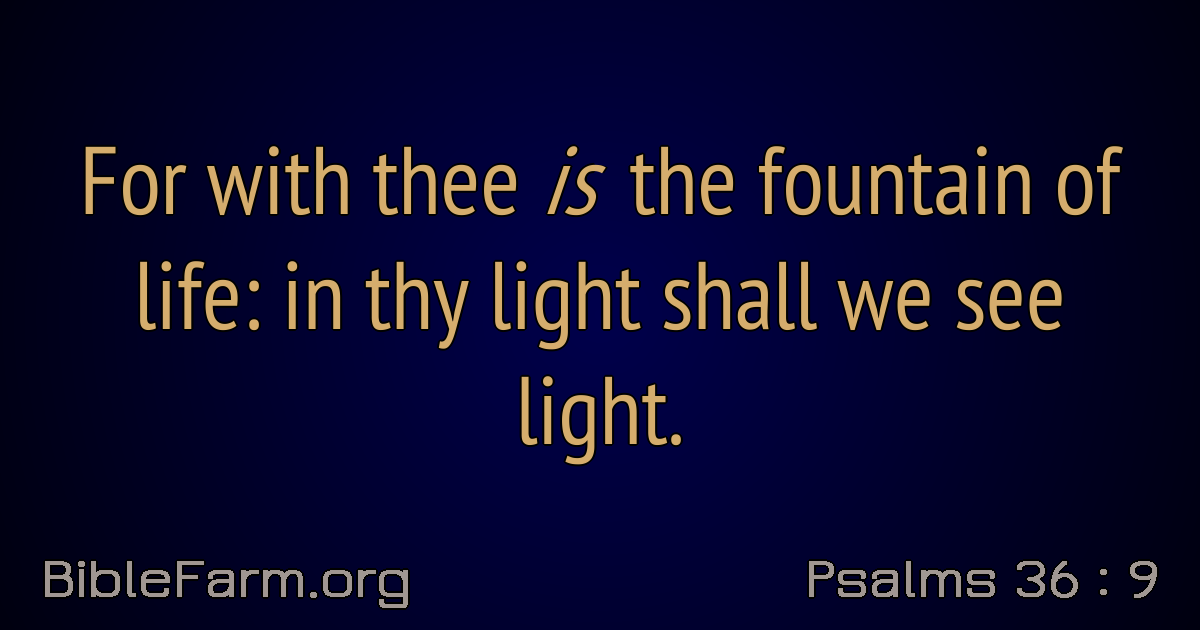 For with thee is the fountain of
life: in thy light shall we see
light.
BibleFarm.org
Psalms 36 : 9